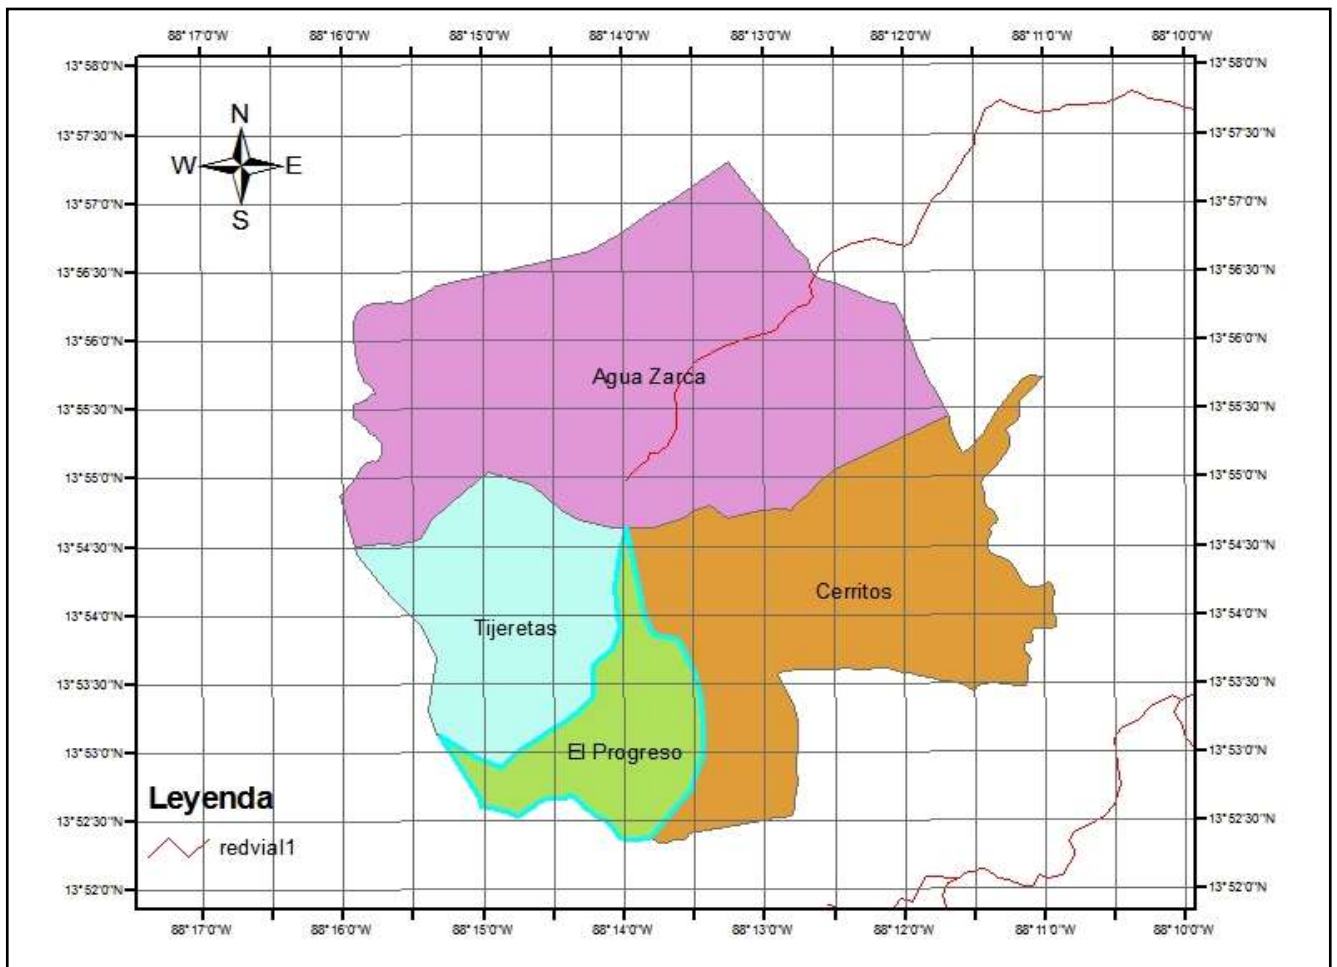 88°17'0"W 88°16'0"W 88°15'0"W 88°14'0"W 88°13'0"W 88°12'0"W 88°11'0"W 88°10'0"W
13°58'0"N 13°58'0"N
N
13°57'30"N 13°57'30"N
W E
13°57'0"N 13°57'0"N
S
13°56'30"N 13°56'30"N
13°56'0"N 13°56'0"N
Agua Zarca
13°55'30"N 13°55'30"N
13°55'0"N 13°55'0"N
13°54'30"N 13°54'30"N
Cerritos
13°54'0"N 13°54'0"N
Tijeretas
13°53'30"N 13°53'30"N
13°53'0"N El Progreso 13°53'0"N
Leyenda
13°52'30"N 13°52'30"N
redvial1
13°52'0"N 13°52'0"N
88°17'0"W 88°16'0"W 88°15'0"W 88°14'0"W 88°13'0"W 88°12'0"W 88°11'0"W 88°10'0"W